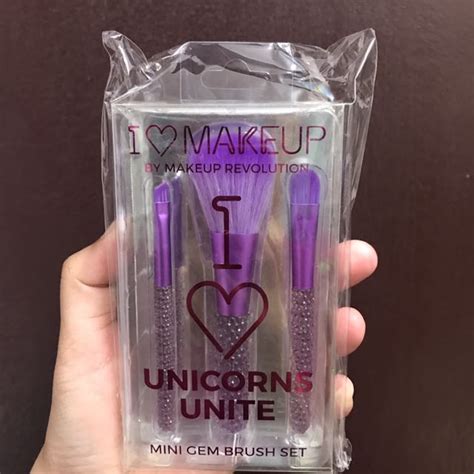 I ♡ MAKEUP
BY MAKEUP REVOLUTION
I
♡
UNICORNS
UNITE
MINI GEM BRUSH SET